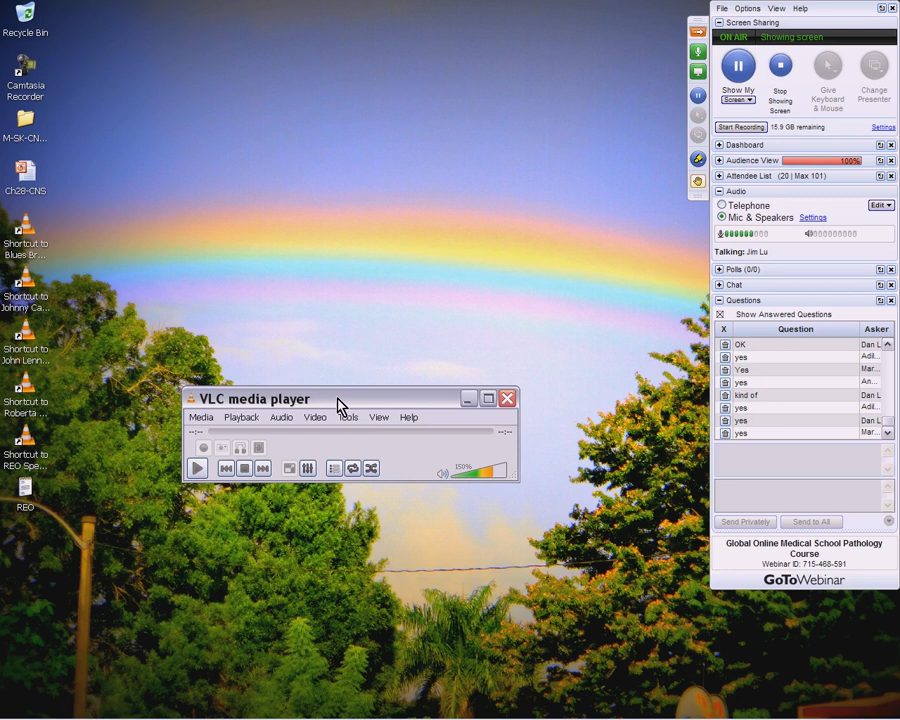 Recycle Bin
Camtasia
Recorder
M-SK-CN...
Ch28-CNS
Shortcut to
Blues Br...
Shortcut to
Johnny Ca...
Shortcut to
John Lenn...
Shortcut to
Roberta ...
Shortcut to
REO Spe...
REO
VLC media player
Media Playback Audio Video Tools View Help
--:-- --:--
150%
File Options View Help
Screen Sharing
ON AIR Showing screen
Show My
Screen
Stop
Showing
Screen
Give
Keyboard
& Mouse
Change
Presenter
Start Recording 15.9 GB remaining Settings
Dashboard
Audience View 100%
Attendee List (20 | Max 101)
Audio
Telephone Edit
Mic & Speakers Settings
Talking: Jim Lu
Polls (0/0)
Chat
Questions
Show Answered Questions
X Question Asker
OK Dan L
yes Adil...
Yes Mar...
yes An...
kind of Dan L
yes Adil...
yes Dan L
yes Mar...
Send Privately Send to All
Global Online Medical School Pathology
Course
Webinar ID: 715-468-591
GoToWebinar